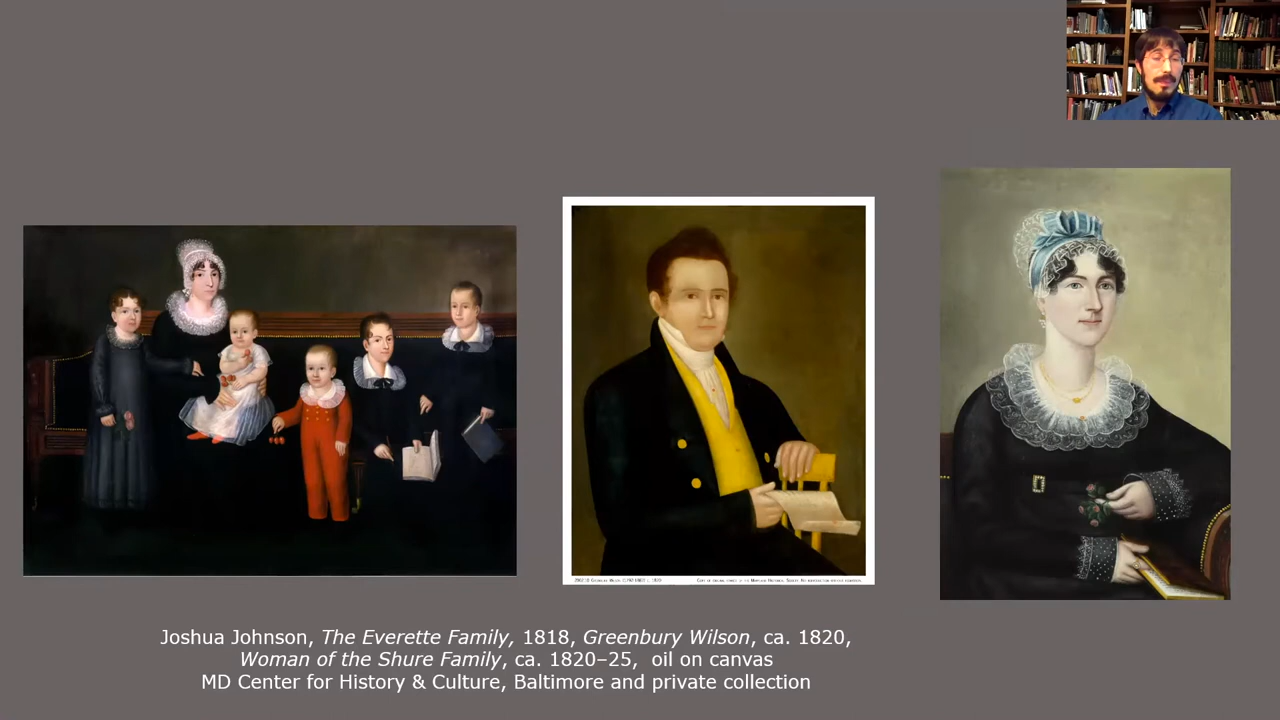 Joshua Johnson, The Everette Family, 1818, Greenbury Wilson, ca. 1820,
Woman of the Shure Family, ca. 1820–25, oil on canvas
MD Center for History & Culture, Baltimore and private collection